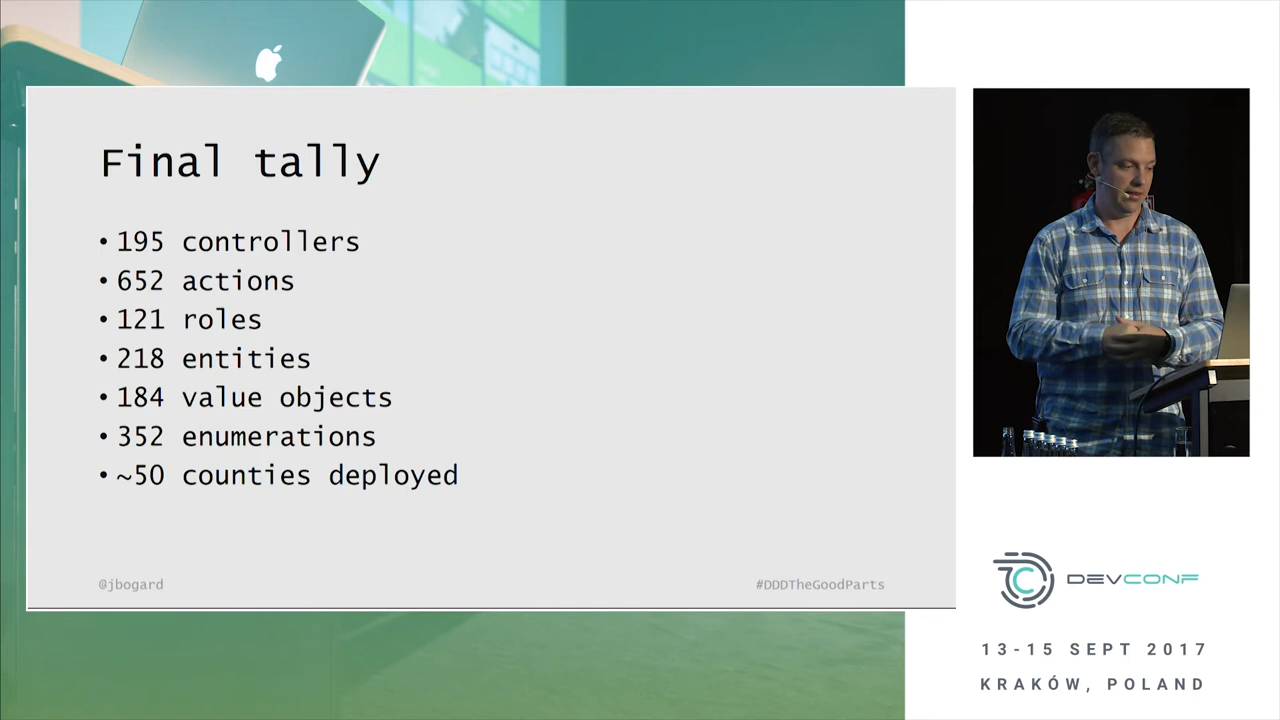 Final tally
• 195 controllers
• 652 actions
• 121 roles
• 218 entities
• 184 value objects
• 352 enumerations
• ~50 counties deployed
@jbogard
#DDDTheGoodParts
DEVCONF
13-15 SEPT 2017
KRAKÓW, POLAND